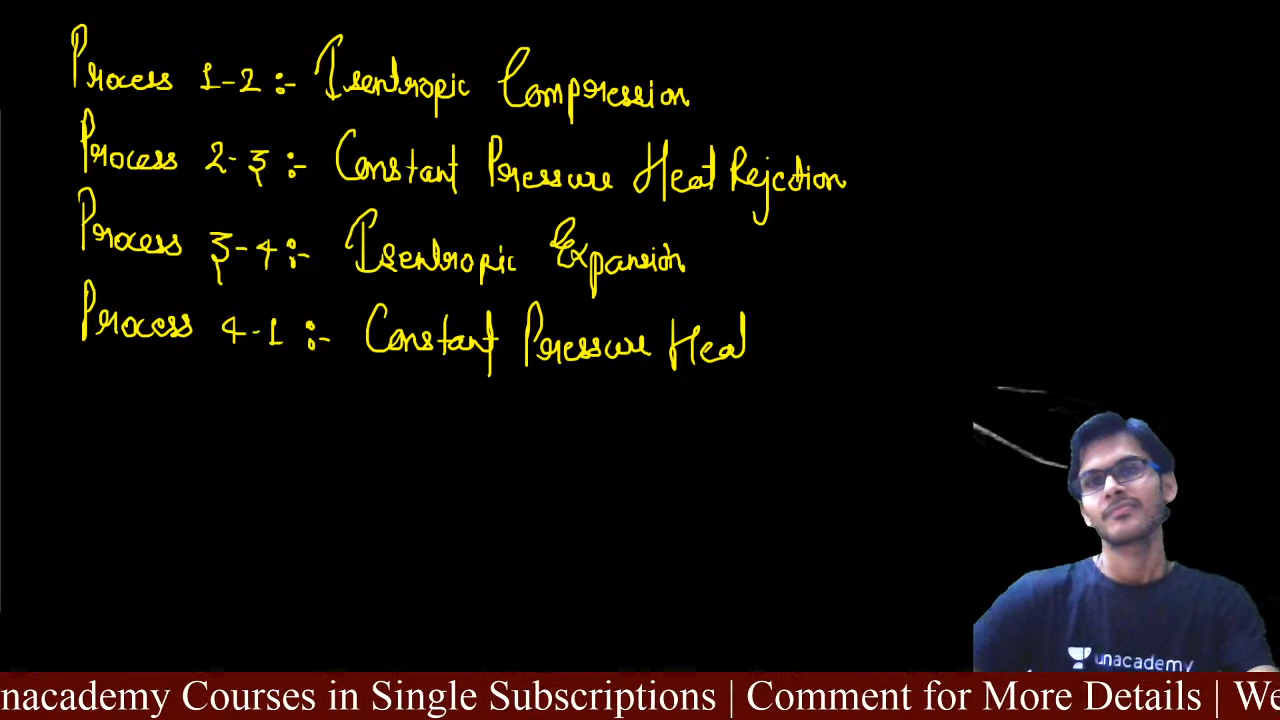 Process 1-2 :- Isentropic Compression
Process 2-3 :- Constant Pressure Heat Rejction
Process 3-4 :- Isentropic Expansion
Process 4-1 :- Constant Pressure Heat
unacademy
nacademy Courses in Single Subscriptions | Comment for More Details | We